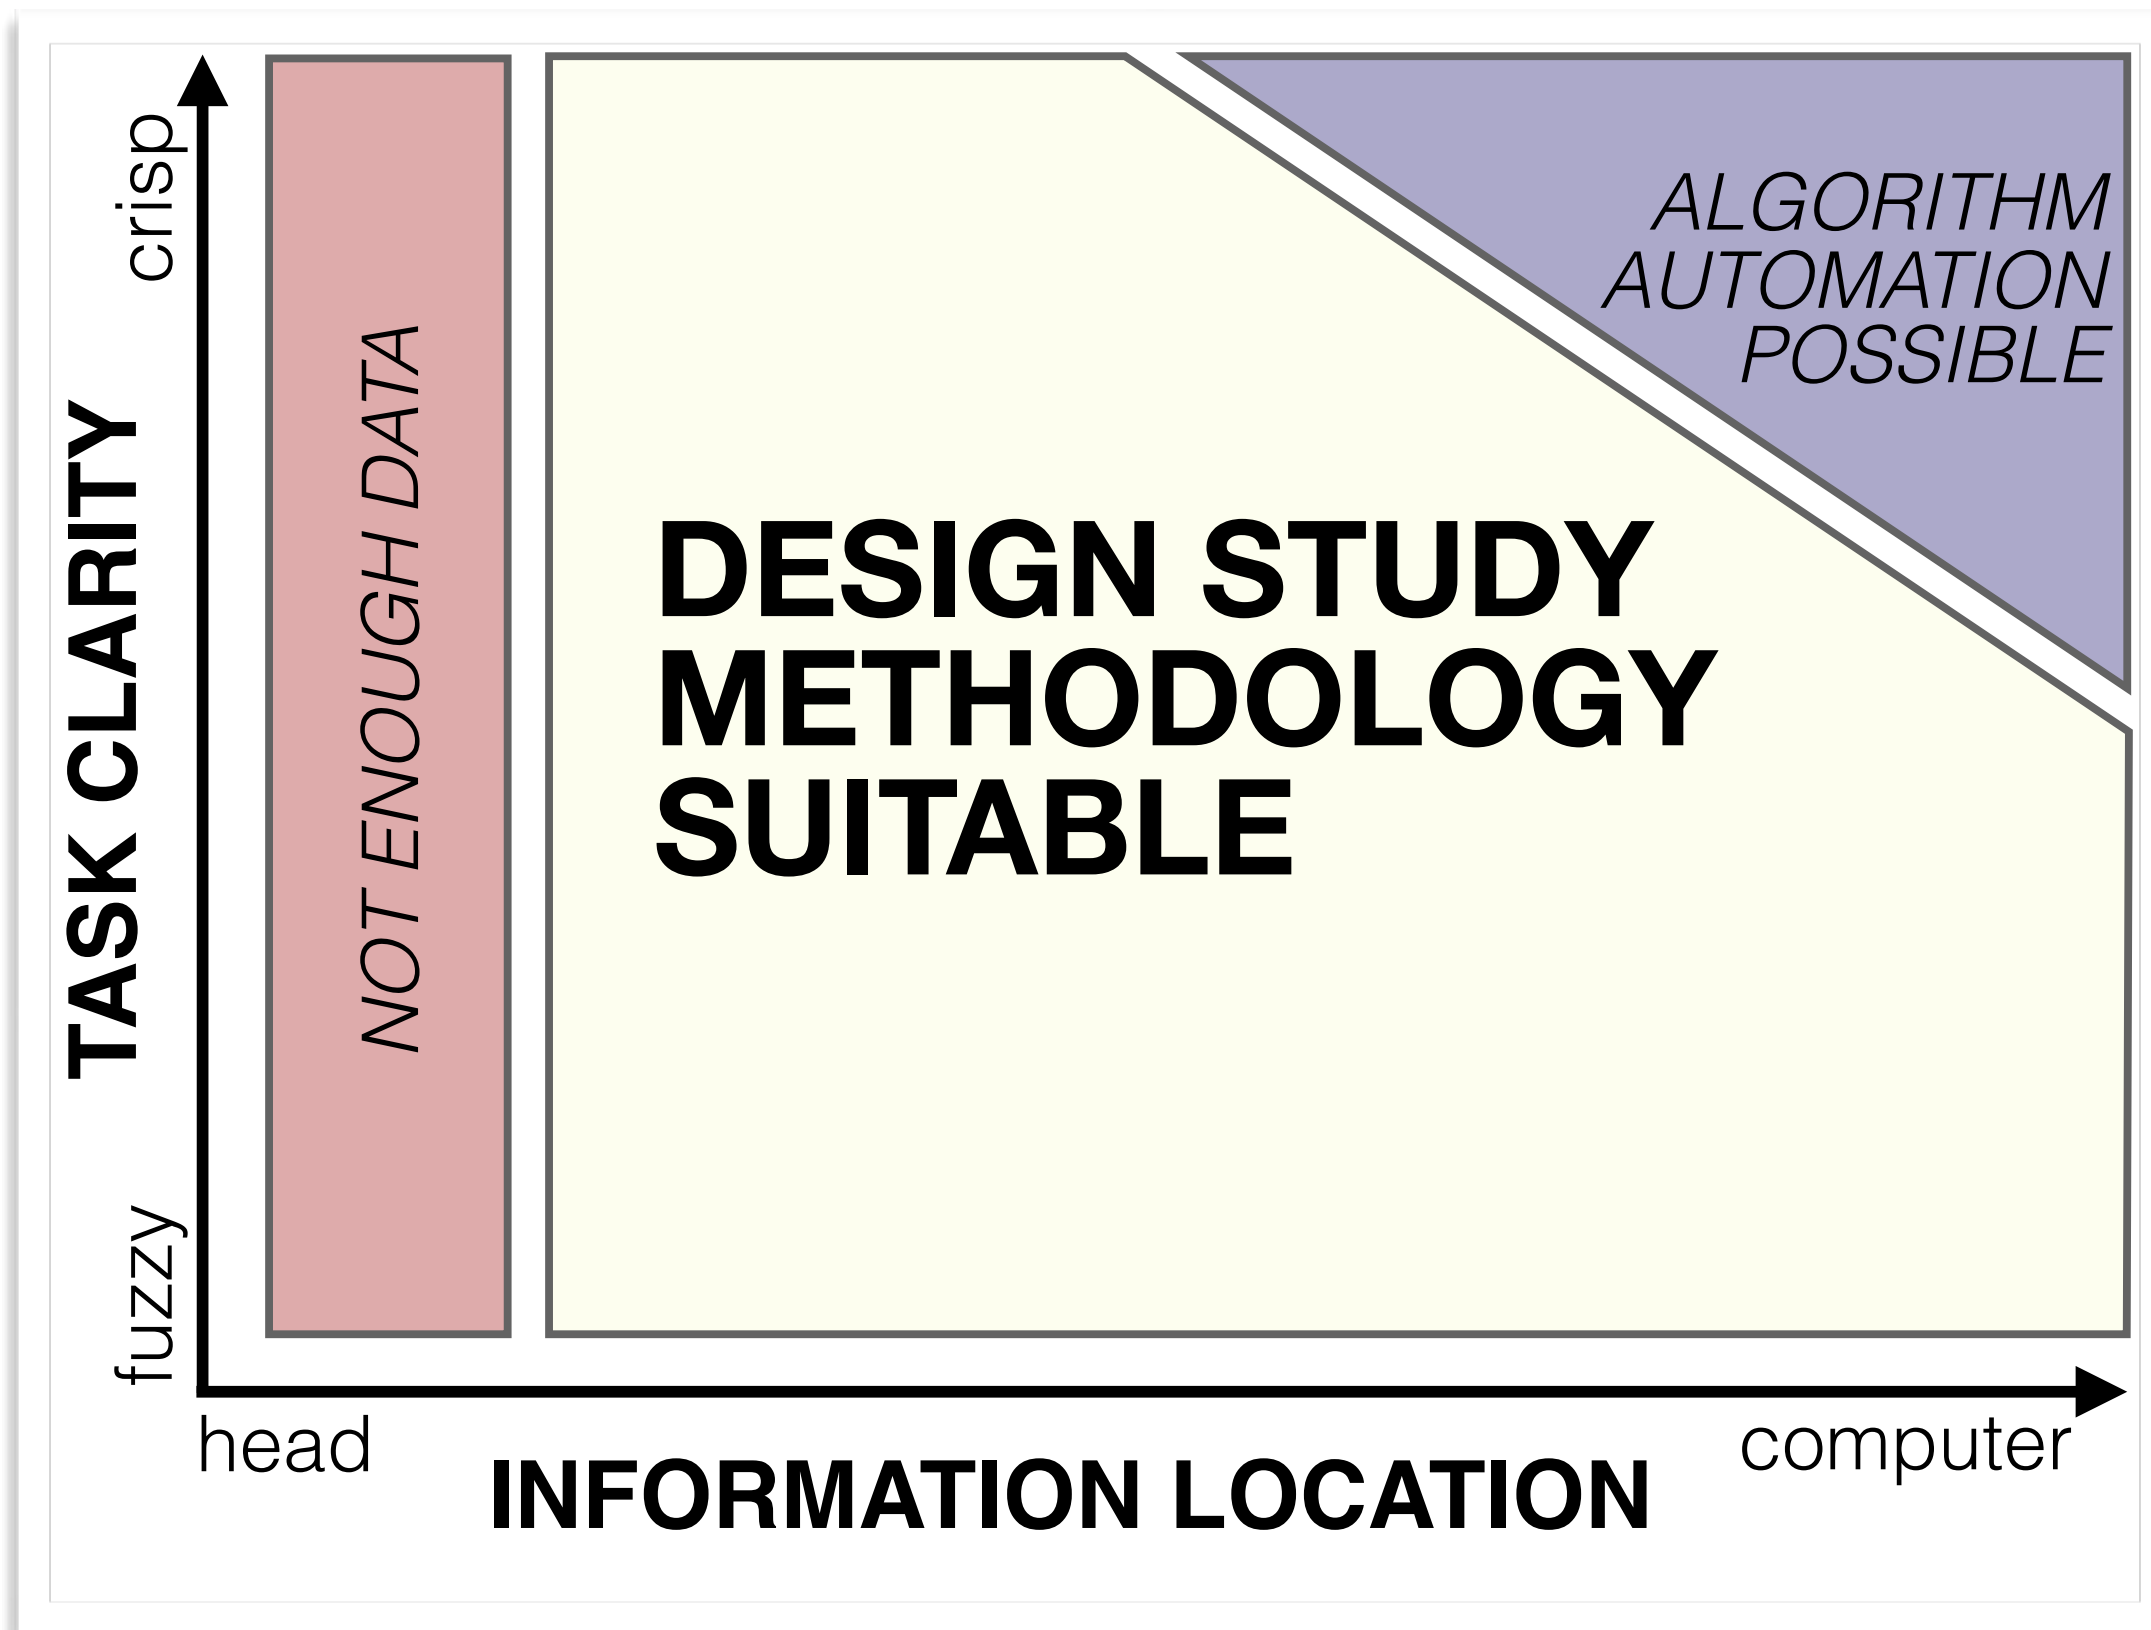 crisp
TASK CLARITY
fuzzy
NOT ENOUGH DATA
DESIGN STUDY
METHODOLOGY
SUITABLE
ALGORITHM
AUTOMATION
POSSIBLE
head
INFORMATION LOCATION
computer